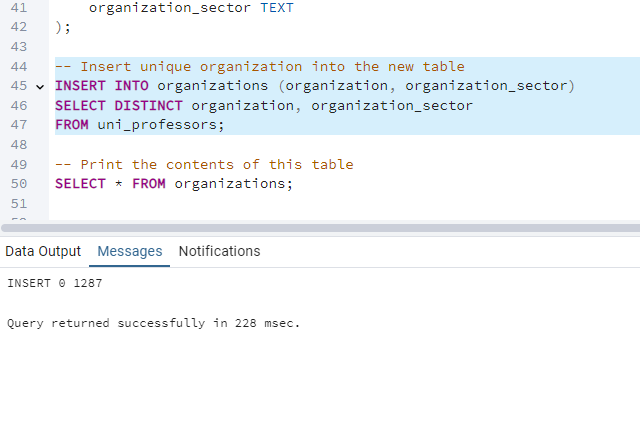 41 organization_sector TEXT
42 );
43
44 -- Insert unique organization into the new table
45 INSERT INTO organizations (organization, organization_sector)
46 SELECT DISTINCT organization, organization_sector
47 FROM uni_professors;
48
49 -- Print the contents of this table
50 SELECT * FROM organizations;
51
Data Output Messages Notifications
INSERT 0 1287
Query returned successfully in 228 msec.